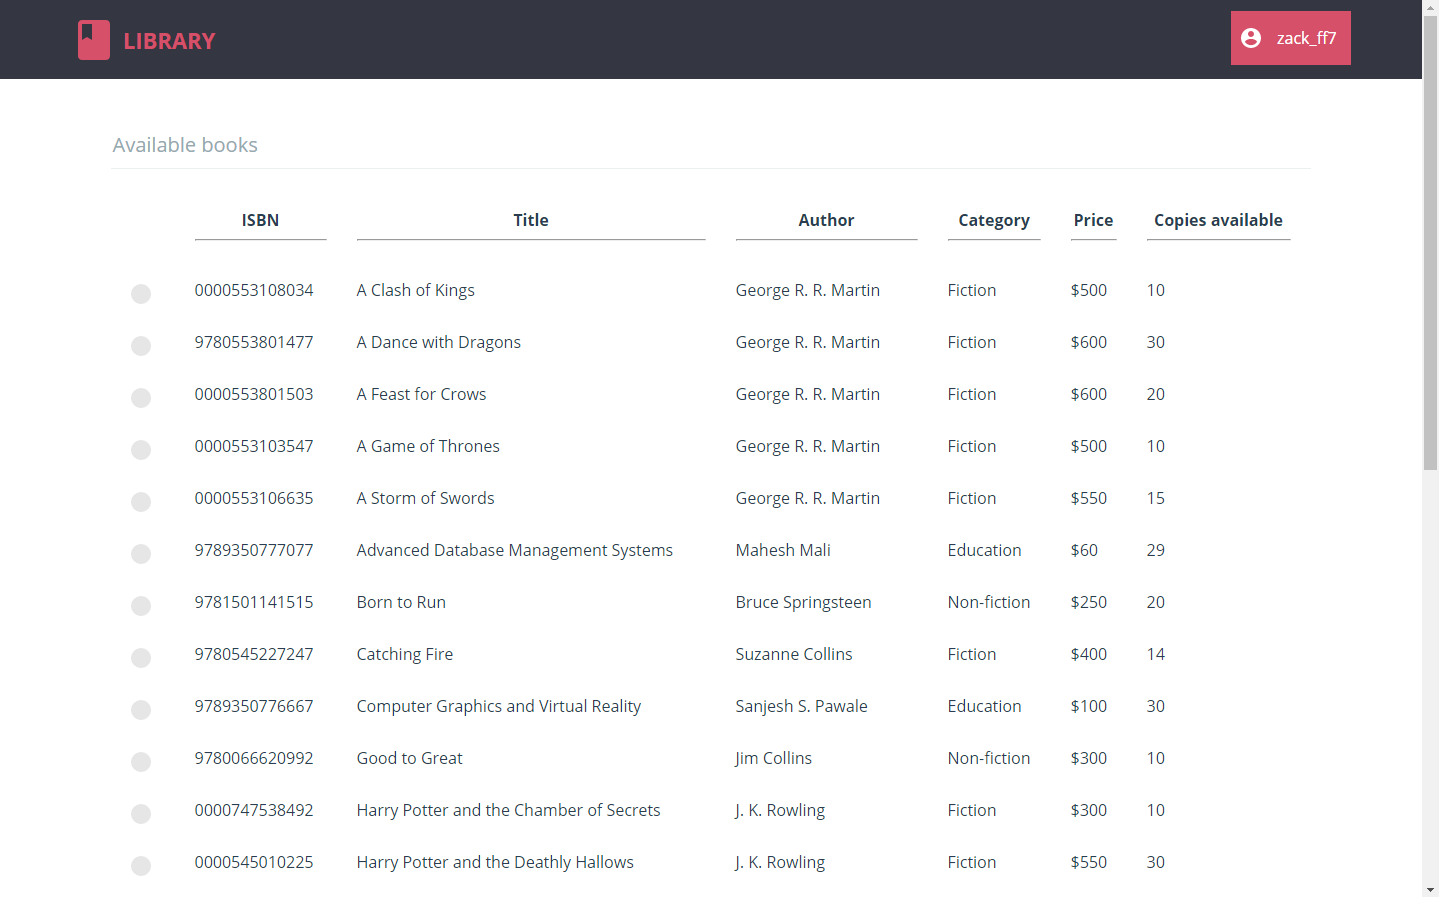 LIBRARY
zack_ff7
Available books
ISBN Title Author Category Price Copies available
0000553108034 A Clash of Kings George R. R. Martin Fiction $500 10
9780553801477 A Dance with Dragons George R. R. Martin Fiction $600 30
0000553801503 A Feast for Crows George R. R. Martin Fiction $600 20
0000553103547 A Game of Thrones George R. R. Martin Fiction $500 10
0000553106635 A Storm of Swords George R. R. Martin Fiction $550 15
9789350777077 Advanced Database Management Systems Mahesh Mali Education $60 29
9781501141515 Born to Run Bruce Springsteen Non-fiction $250 20
9780545227247 Catching Fire Suzanne Collins Fiction $400 14
9789350776667 Computer Graphics and Virtual Reality Sanjesh S. Pawale Education $100 30
9780066620992 Good to Great Jim Collins Non-fiction $300 10
0000747538492 Harry Potter and the Chamber of Secrets J. K. Rowling Fiction $300 10
0000545010225 Harry Potter and the Deathly Hallows J. K. Rowling Fiction $550 30